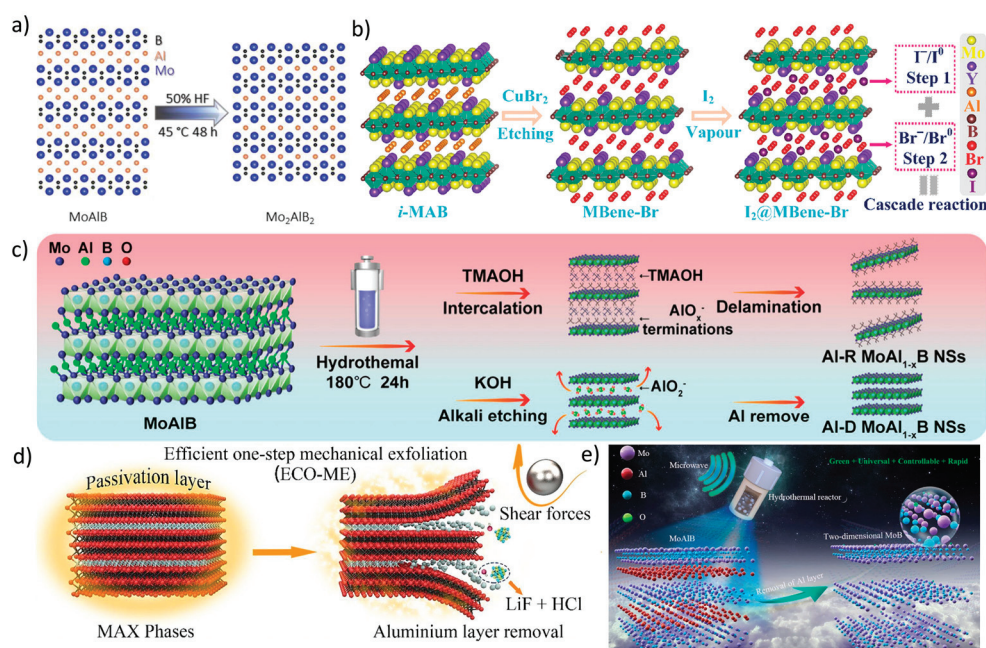 a)
B
Al
Mo
50% HF
45 °C 48 h
MoAlB
Mo₂AlB₂
b)
CuBr₂
Etching
I₂
Vapour
i-MAB
MBene-Br
I₂@MBene-Br
I⁻/I⁰
Step 1
Br⁻/Br⁰
Step 2
Cascade reaction
Mo
Y
Al
B
Br
I
c)
Mo Al B O
MoAlB
Hydrothemal
180℃ 24h
TMAOH
Intercalation
TMAOH
AlOₓ⁻
terminations
Delamination
Al-R MoAl₁₋ₓB NSs
KOH
Alkali etching
AlO₂⁻
Al remove
Al-D MoAl₁₋ₓB NSs
d)
Efficient one-step mechanical exfoliation
(ECO-ME)
Passivation layer
Shear forces
LiF + HCl
MAX Phases
Aluminium layer removal
e)
Mo
Al
B
O
Microwave
Hydrothermal reactor
Green + Universal + Controllable + Rapid
MoAlB
Two-dimensional MoB
Removal of Al layer